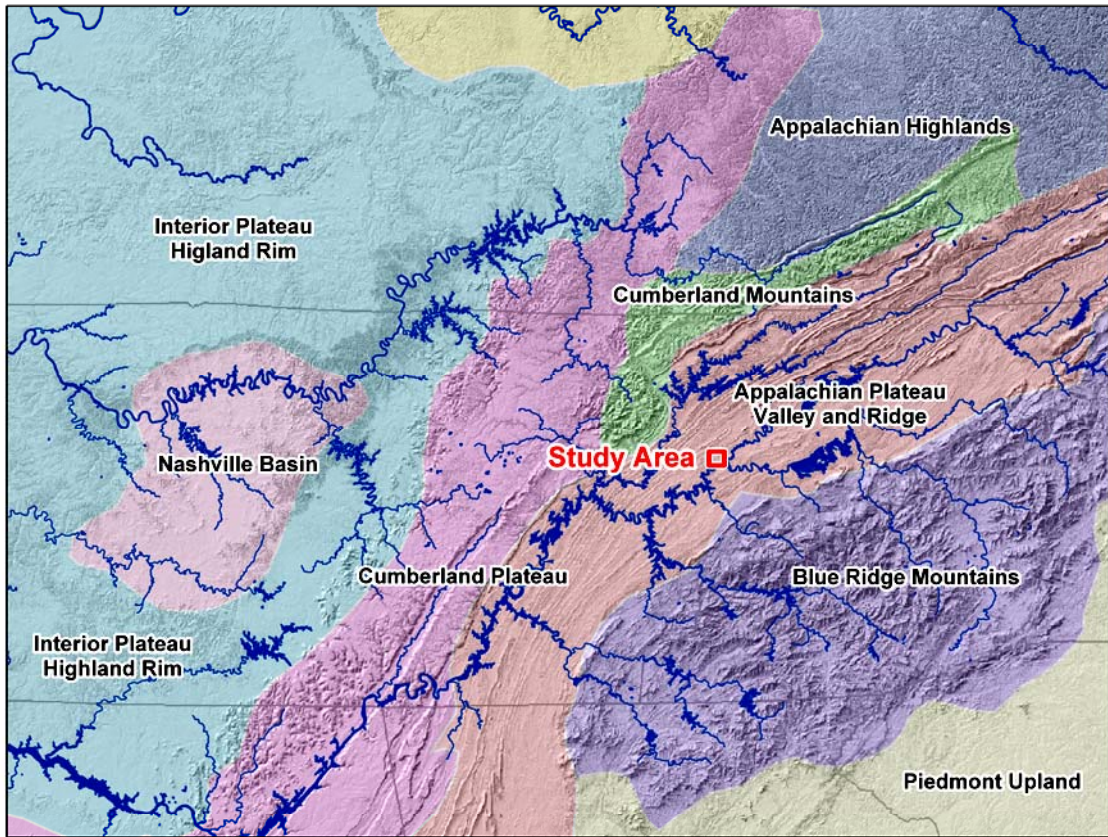 Appalachian Highlands
Interior Plateau
Higland Rim
Cumberland Mountains
Appalachian Plateau
Valley and Ridge
Study Area
Nashville Basin
Cumberland Plateau
Blue Ridge Mountains
Interior Plateau
Highland Rim
Piedmont Upland